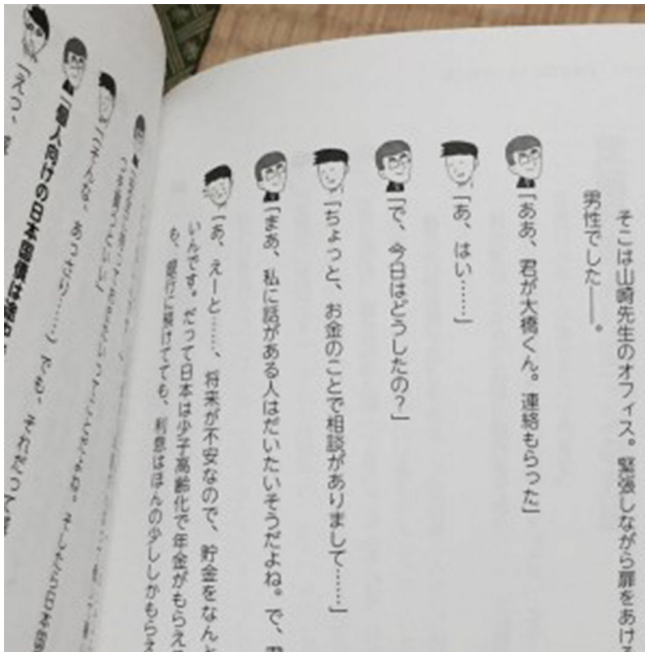 そこは山崎先生のオフィス。緊張しながら扉をあける
男性でした――。
「ああ、君が大橋くん。連絡もらった」
「あ、はい……」
「で、今日はどうしたの?」
「ちょっと、お金のことで相談がありまして……」
「まあ、私に話がある人はだいたいそうだよね。で、君
「あ、えーと……、将来が不安なので、貯金をなんと
いんです。だって日本は少子高齢化で年金がもらえ
も、銀行に預けてても、利息はほんの少ししかもらえ
そしたら日本国
「そんな、あっさり……」でも、それだって
「個人向けの日本国債は
「えっ、